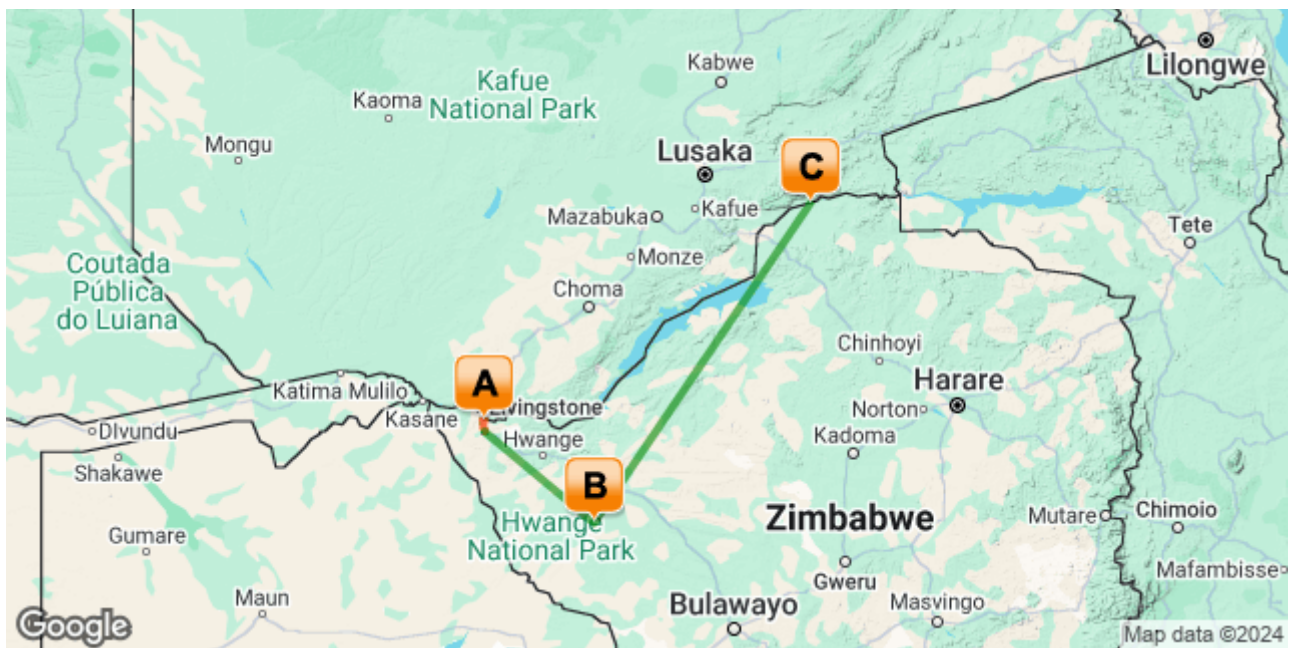 Lilongwe
Kabwe
Kafue
National Park
Kaoma
Mongu
Lusaka
C
Kafue
Mazabuka
Tete
Monze
Coutada
Pública
do Luiana
Choma
Chinhoyi
A
Harare
Katima Mulilo
Livingstone
Norton
Kasane
DIvundu
Hwange
Kadoma
Shakawe
B
Zimbabwe
Hwange
National Park
Mutare
Chimoio
Gumare
Gweru
Mafambisse
Maun
Bulawayo
Masvingo
Google
Map data ©2024